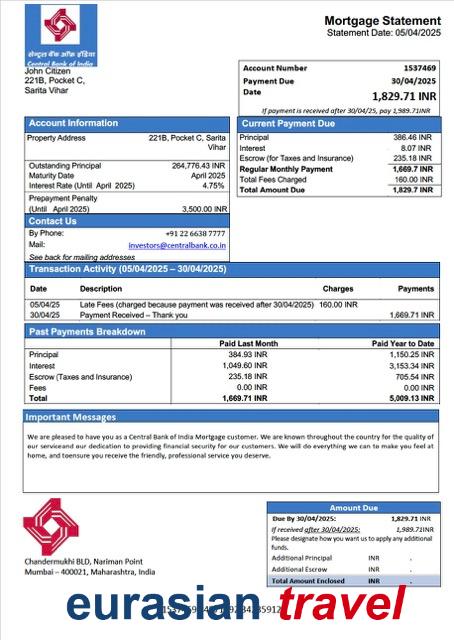 Mortgage Statement
Statement Date: 05/04/2025
सेन्ट्रल बैंक ऑफ़ इंडिया
Central Bank of India
John Citizen
221B, Pocket C,
Sarita Vihar
Account Number 1537469
Payment Due 30/04/2025
Date 1,829.71 INR
If payment is received after 30/04/25, pay 1,989.71INR
Account Information
Property Address 221B, Pocket C, Sarita
Vihar
Outstanding Principal 264,776.43 INR
Maturity Date April 2025
Interest Rate (Until April 2025) 4.75%
Prepayment Penalty
(Until April 2025) 3,500.00 INR
Current Payment Due
Principal 386.46 INR
Interest 8.07 INR
Escrow (for Taxes and Insurance) 235.18 INR
Regular Monthly Payment 1,669.7 INR
Total Fees Charged 160.00 INR
Total Amount Due 1,829.7 INR
Contact Us
By Phone: +91 22 6638 7777
Mail: investors@centralbank.co.in
See back for mailing addresses
Transaction Activity (05/04/2025 – 30/04/2025)
Date Description Charges Payments
05/04/25 Late Fees (charged because payment was received after 30/04/2025) 160.00 INR
30/04/25 Payment Received – Thank you 1,669.71 INR
Past Payments Breakdown
Paid Last Month Paid Year to Date
Principal 384.93 INR 1,150.25 INR
Interest 1,049.60 INR 3,153.34 INR
Escrow (Taxes and Insurance) 235.18 INR 705.54 INR
Fees 0.00 INR 0.00 INR
Total 1,669.71 INR 5,009.13 INR
Important Messages
We are pleased to have you as a Central Bank of India Mortgage customer. We are known throughout the country for the quality of
our serviceand our dedication to providing financial security for our customers. We will do everything we can to make you feel at
home, and toensure you receive the friendly, professional service you deserve.
Chandermukhi BLD, Nariman Point
Mumbai – 400021, Maharashtra, India
Amount Due
Due By 30/04/2025: 1,829.71 INR
If received after 30/04/2025: 1,989.71INR
Please designate how you want us to apply any additional
funds.
Additional Principal INR .
Additional Escrow INR .
Total Amount Enclosed INR .
eurasian travel